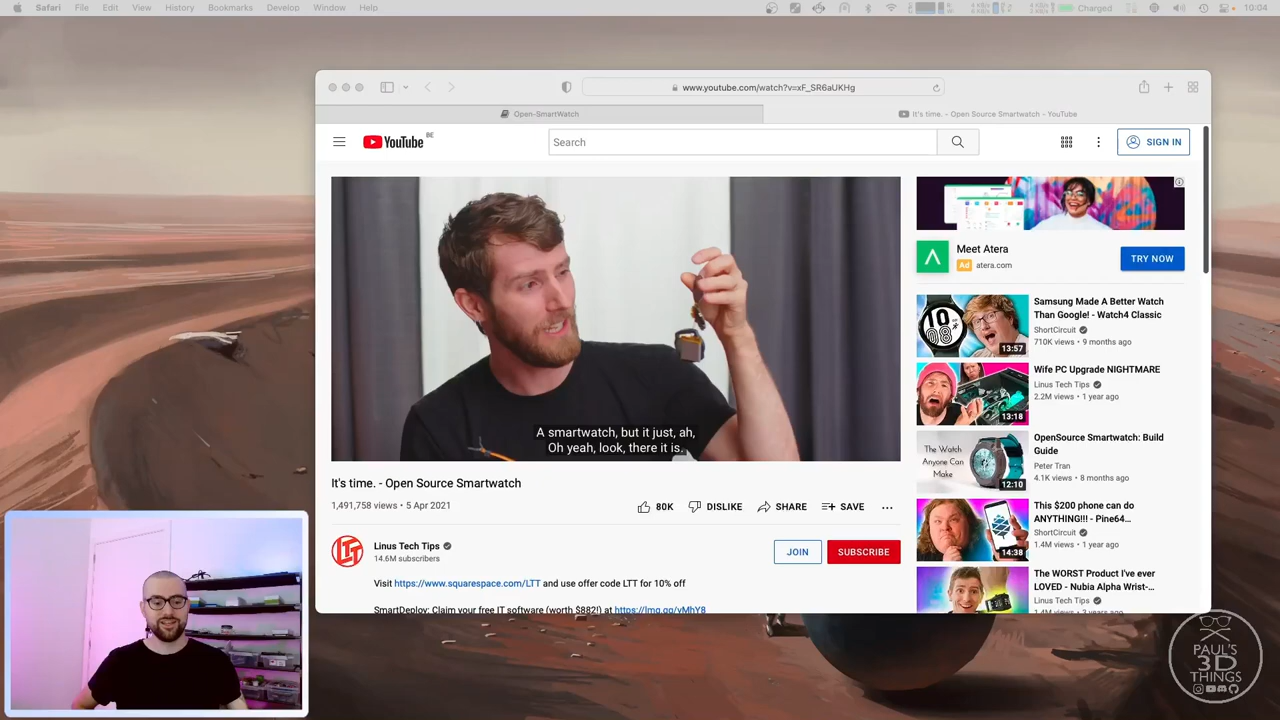 Safari File Edit View History Bookmarks Develop Window Help
Charged
10:04
www.youtube.com/watch?v=xF_SR6aUKHg
Open-SmartWatch
It's time. - Open Source Smartwatch - YouTube
YouTube BE
Search
SIGN IN
A smartwatch, but it just, ah,
Oh yeah, look, there it is.
It's time. - Open Source Smartwatch
1,491,758 views • 5 Apr 2021
80K
DISLIKE
SHARE
SAVE
Linus Tech Tips
14.6M subscribers
JOIN
SUBSCRIBE
Visit https://www.squarespace.com/LTT and use offer code LTT for 10% off
SmartDeploy: Claim your free IT software (worth $882!) at https://lmg.gg/vMhY8
Meet Atera
Ad atera.com
TRY NOW
Samsung Made A Better Watch
Than Google! - Watch4 Classic
ShortCircuit
710K views • 9 months ago
13:57
Wife PC Upgrade NIGHTMARE
Linus Tech Tips
2.2M views • 1 year ago
13:18
The Watch
Anyone Can
Make
OpenSource Smartwatch: Build
Guide
Peter Tran
4.1K views • 8 months ago
12:10
This $200 phone can do
ANYTHING!!! - Pine64...
ShortCircuit
1.4M views • 1 year ago
14:38
The WORST Product I've ever
LOVED - Nubia Alpha Wrist-...
Linus Tech Tips
1.4M views • 3 years ago
PAUL'S
3D
THINGS